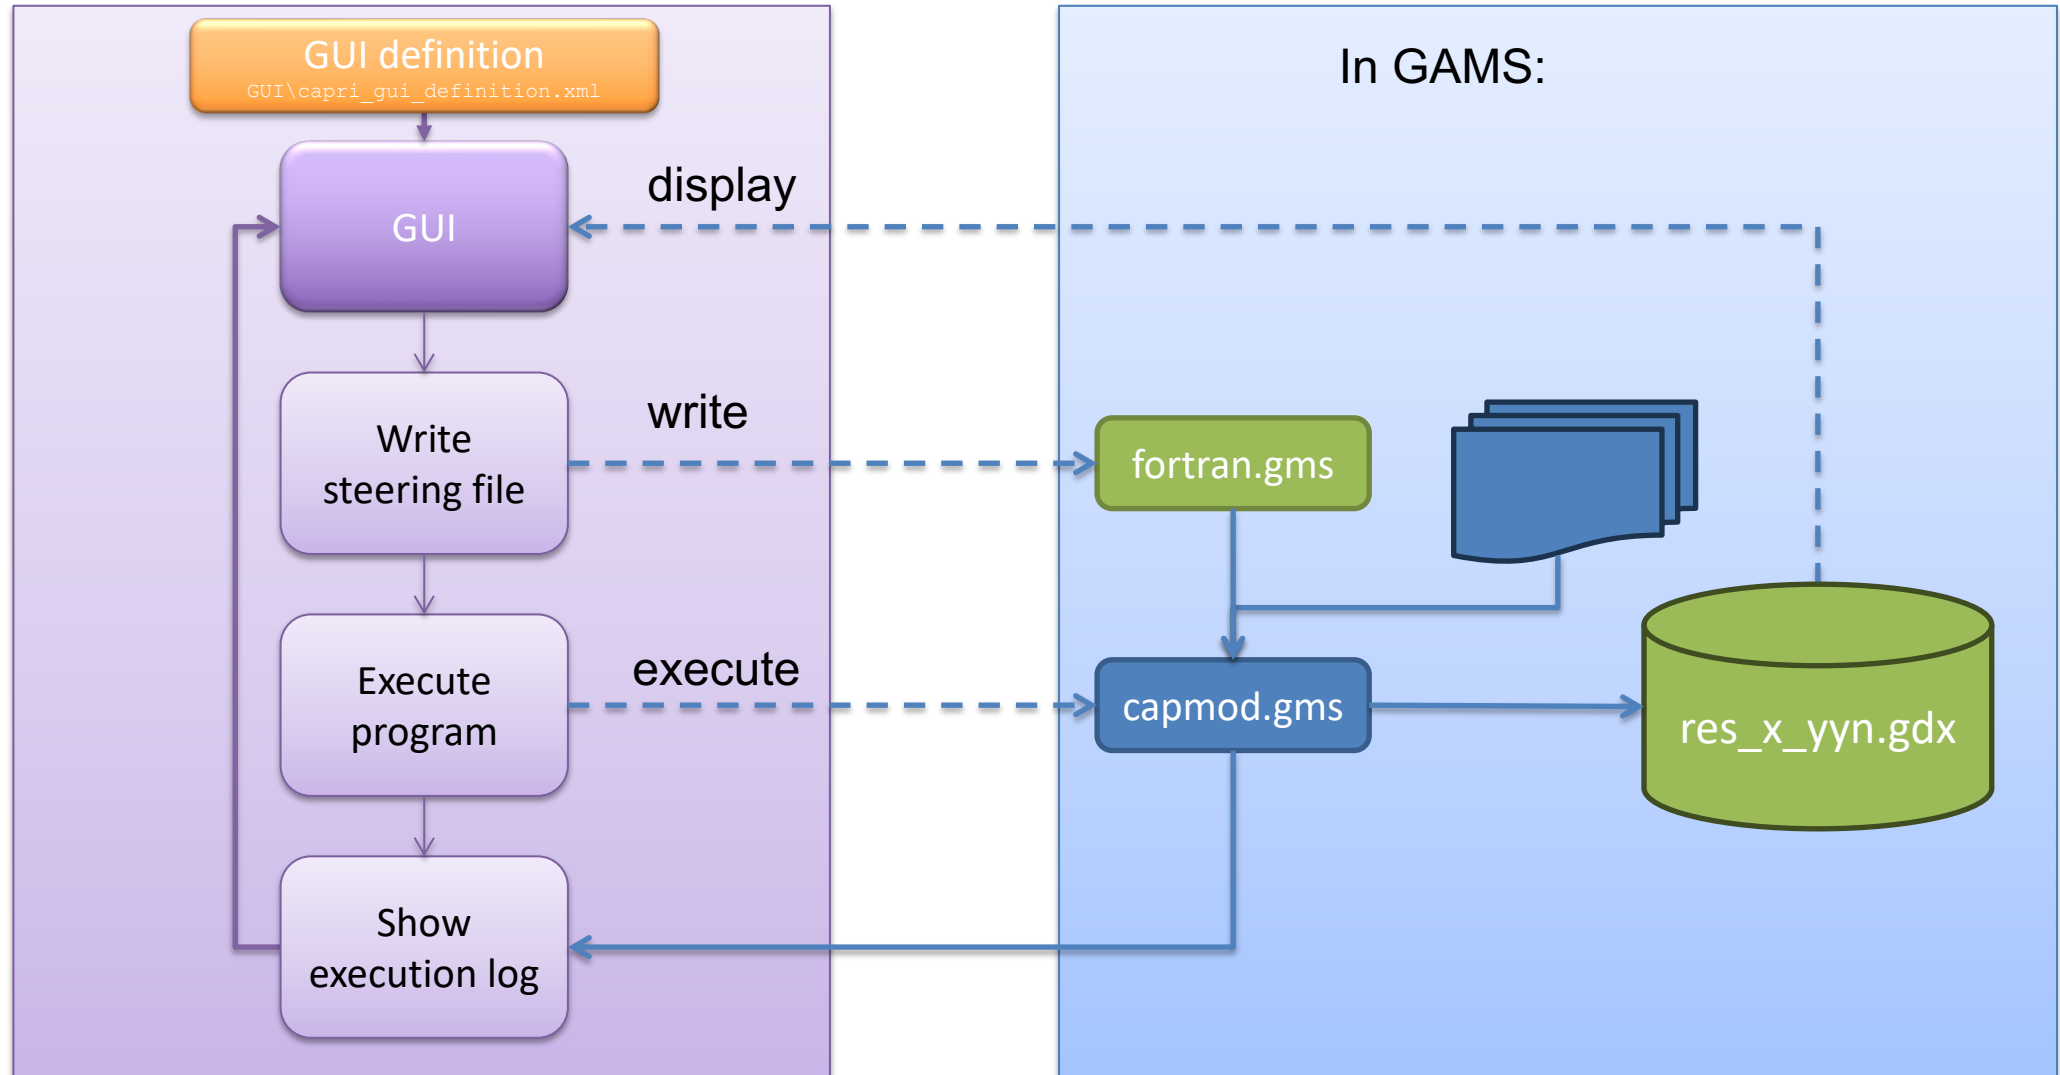 GUI definition
GUI\capri_gui_definition.xml
In GAMS:
display
GUI
write
Write
steering file
fortran.gms
execute
Execute
program
capmod.gms
res_x_yyn.gdx
Show
execution log